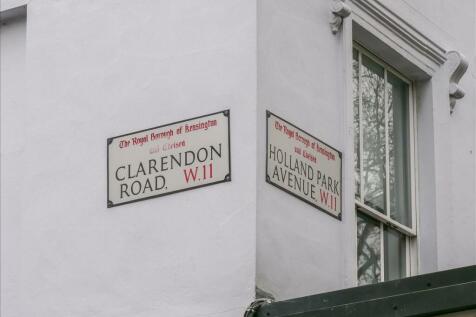 The Royal Borough of Kensington
and Chelsea
CLARENDON
ROAD, W.11
The Royal Borough of Kensington
and Chelsea
HOLLAND PARK
AVENUE, W.11